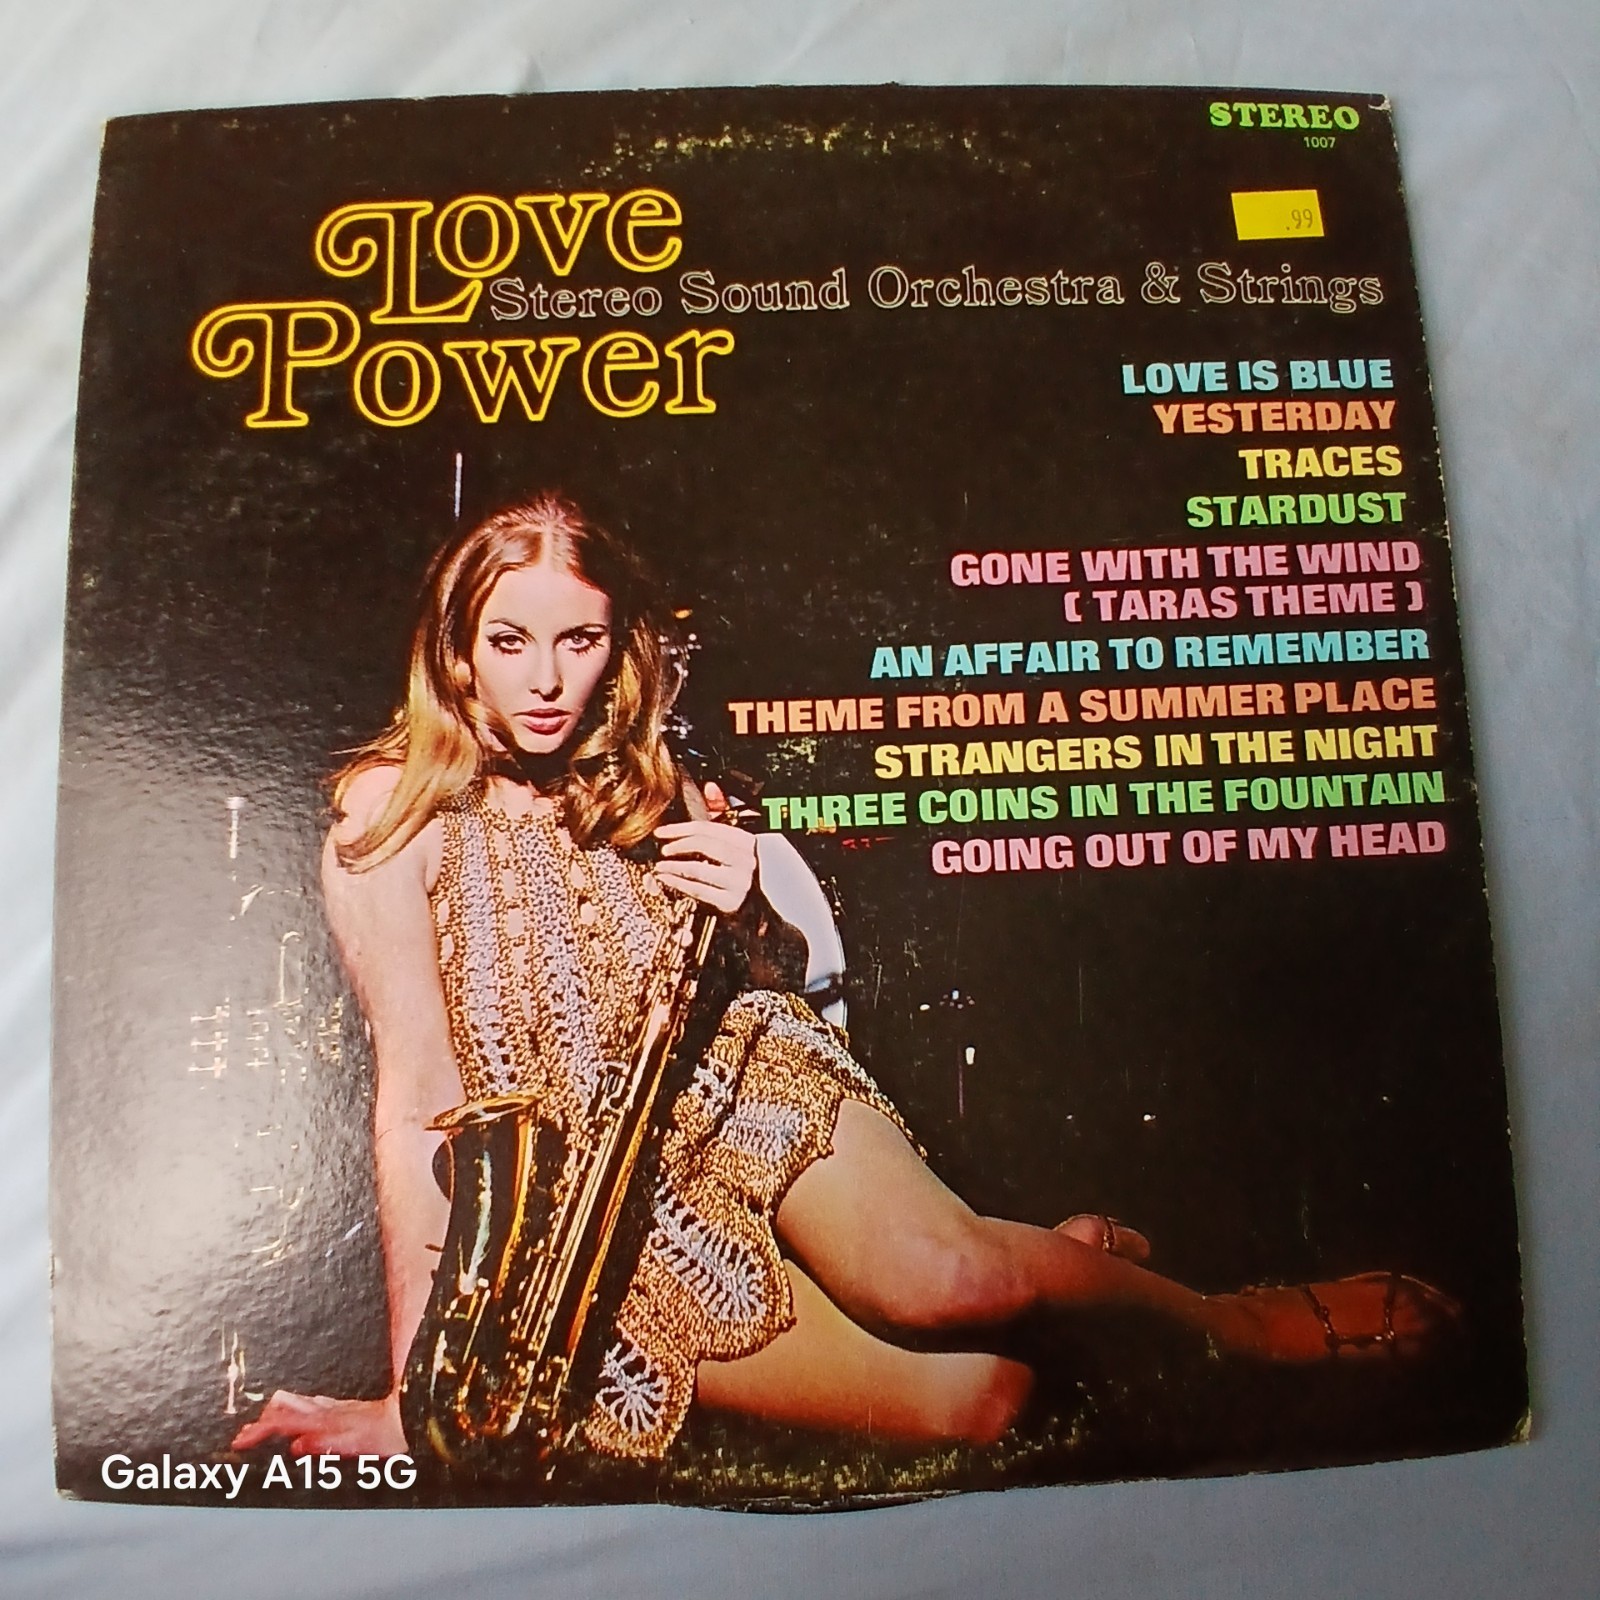 STEREO
1007
.99
Love
Stereo Sound Orchestra & Strings
Power
LOVE IS BLUE
YESTERDAY
TRACES
STARDUST
GONE WITH THE WIND
( TARAS THEME )
AN AFFAIR TO REMEMBER
THEME FROM A SUMMER PLACE
STRANGERS IN THE NIGHT
THREE COINS IN THE FOUNTAIN
GOING OUT OF MY HEAD
Galaxy A15 5G